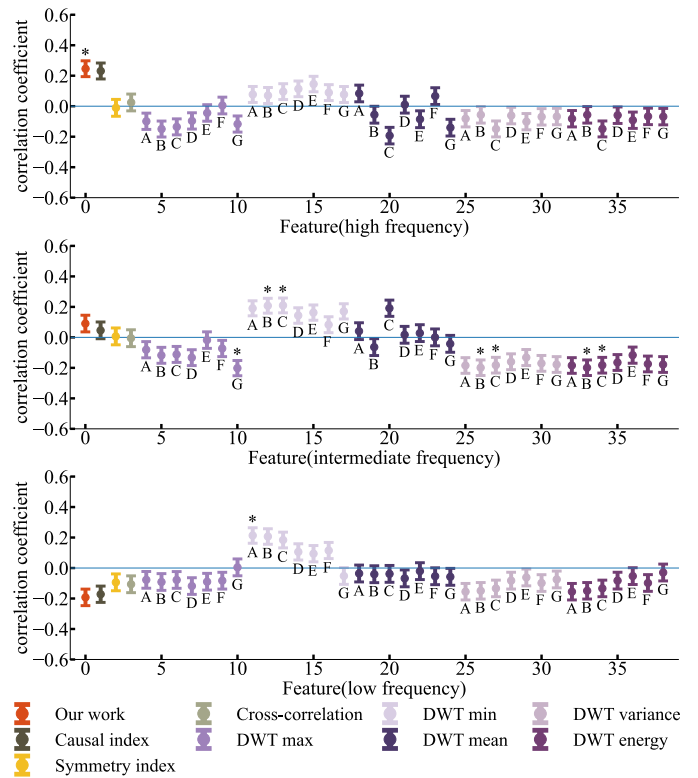 correlation coefficient
0.6
0.4
0.2
0.0
−0.2
−0.4
−0.6
*
A B C D E F G A B C D E F G A B C D E F G A B C D E F G A B C D E F G
0 5 10 15 20 25 30 35
Feature(high frequency)
correlation coefficient
0.6
0.4
0.2
0.0
−0.2
−0.4
−0.6
* * * * * * *
A B C D E F G A B C D E F G A B C D E F G A B C D E F G A B C D E F G
0 5 10 15 20 25 30 35
Feature(intermediate frequency)
correlation coefficient
0.6
0.4
0.2
0.0
−0.2
−0.4
−0.6
*
A B C D E F G A B C D E F G A B C D E F G A B C D E F G A B C D E F G
0 5 10 15 20 25 30 35
Feature(low frequency)
Our work Cross-correlation DWT min DWT variance
Causal index DWT max DWT mean DWT energy
Symmetry index